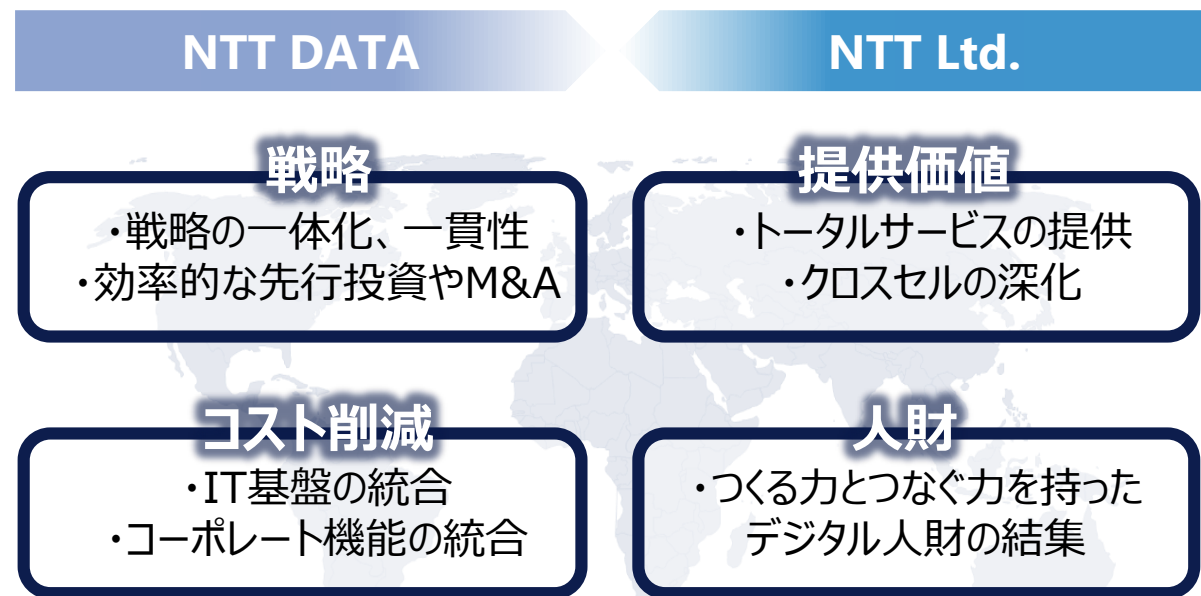 NTT DATA
NTT Ltd.
戦略
・戦略の一体化、一貫性
・効率的な先行投資やM&A
提供価値
・トータルサービスの提供
・クロスセルの深化
コスト削減
・IT基盤の統合
・コーポレート機能の統合
人財
・つくる力とつなぐ力を持った
デジタル人財の結集